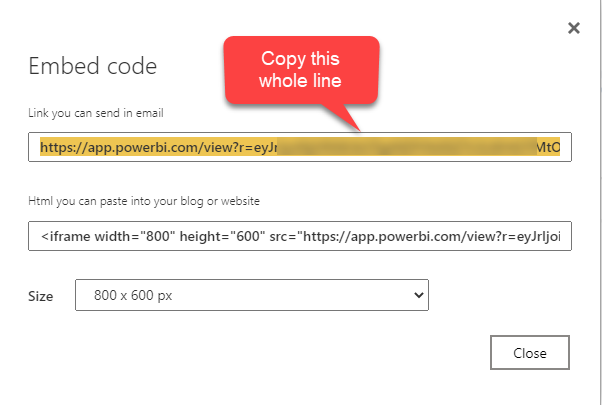 Embed code
Copy this
whole line
Link you can send in email
https://app.powerbi.com/view?r=eyJr MtO
Html you can paste into your blog or website
<iframe width="800" height="600" src="https://app.powerbi.com/view?r=eyJrIjoi
Size
800 x 600 px
Close